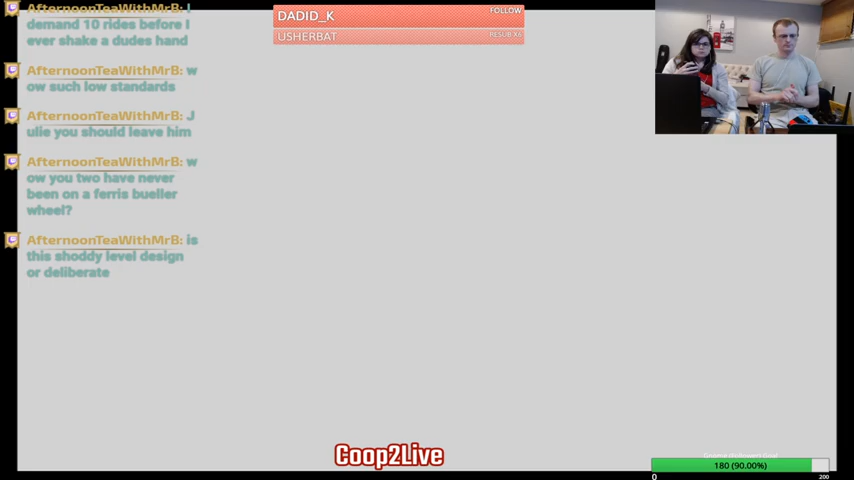 AfternoonTeaWithMrB: I
demand 10 rides before I
ever shake a dudes hand
AfternoonTeaWithMrB: w
ow such low standards
AfternoonTeaWithMrB: J
ulie you should leave him
AfternoonTeaWithMrB: w
ow you two have never
been on a ferris bueller
wheel?
AfternoonTeaWithMrB: is
this shoddy level design
or deliberate
DADID_K FOLLOW
USHERBAT RESUB X6
Coop2Live
180 (90.00%)
0 200